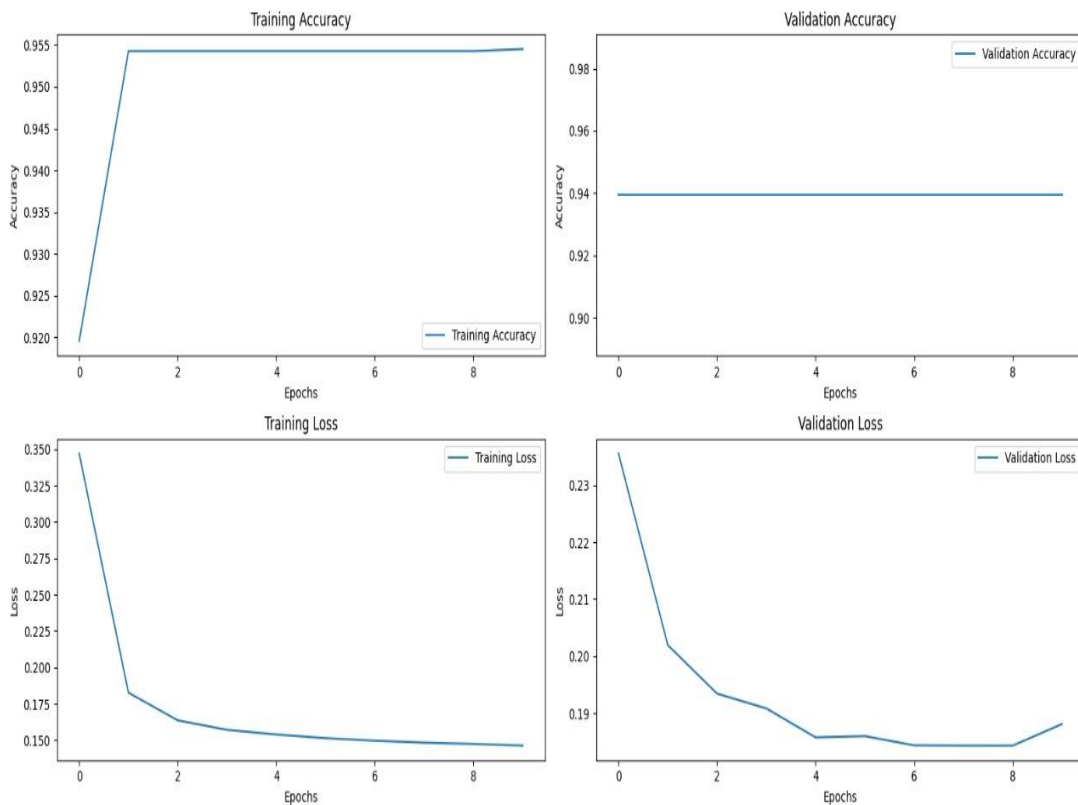 Training Accuracy
0.955
0.950
0.945
0.940
0.935
0.930
0.925
0.920
Accuracy
Training Accuracy
0 2 4 6 8
Epochs
Validation Accuracy
0.98
0.96
0.94
0.92
0.90
Accuracy
Validation Accuracy
0 2 4 6 8
Epochs
Training Loss
0.350
0.325
0.300
0.275
0.250
0.225
0.200
0.175
0.150
Loss
Training Loss
0 2 4 6 8
Epochs
Validation Loss
0.23
0.22
0.21
0.20
0.19
Loss
Validation Loss
0 2 4 6 8
Epochs